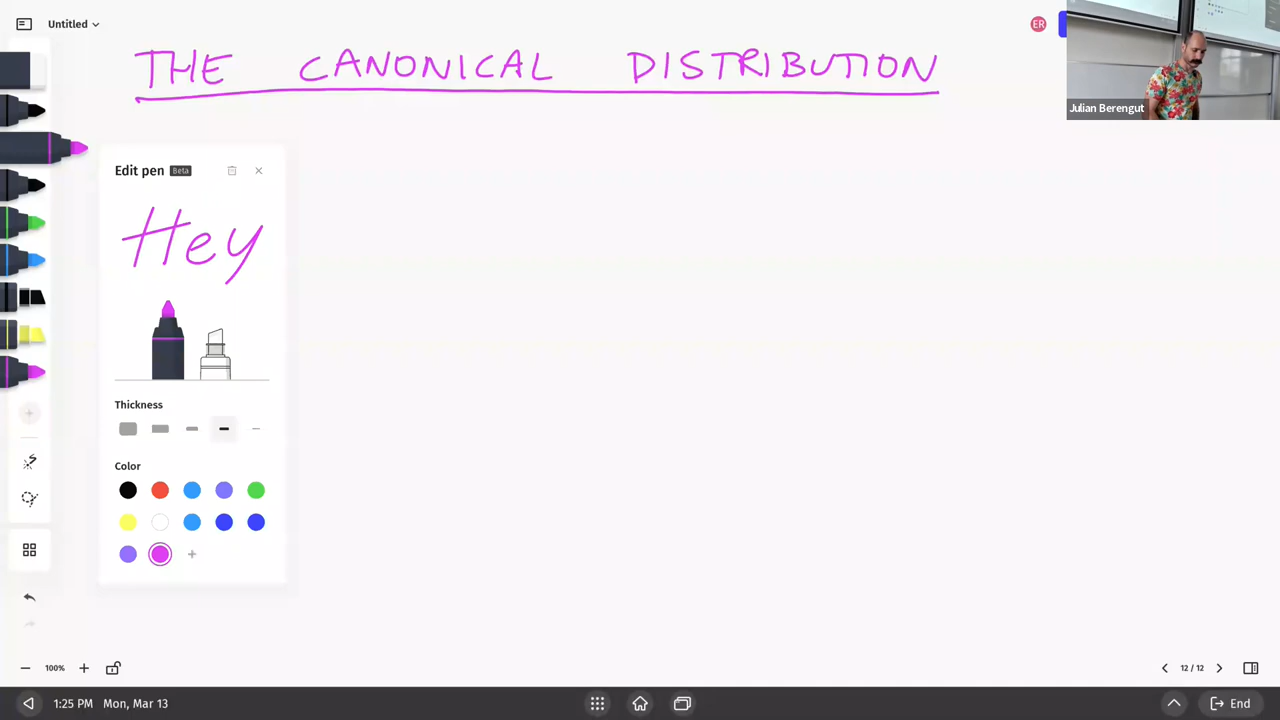 Untitled
ER
THE CANONICAL DISTRIBUTION
Julian Berengut
Edit pen Beta
Hey
Thickness
Color
100%
12 / 12
1:25 PM Mon, Mar 13
End